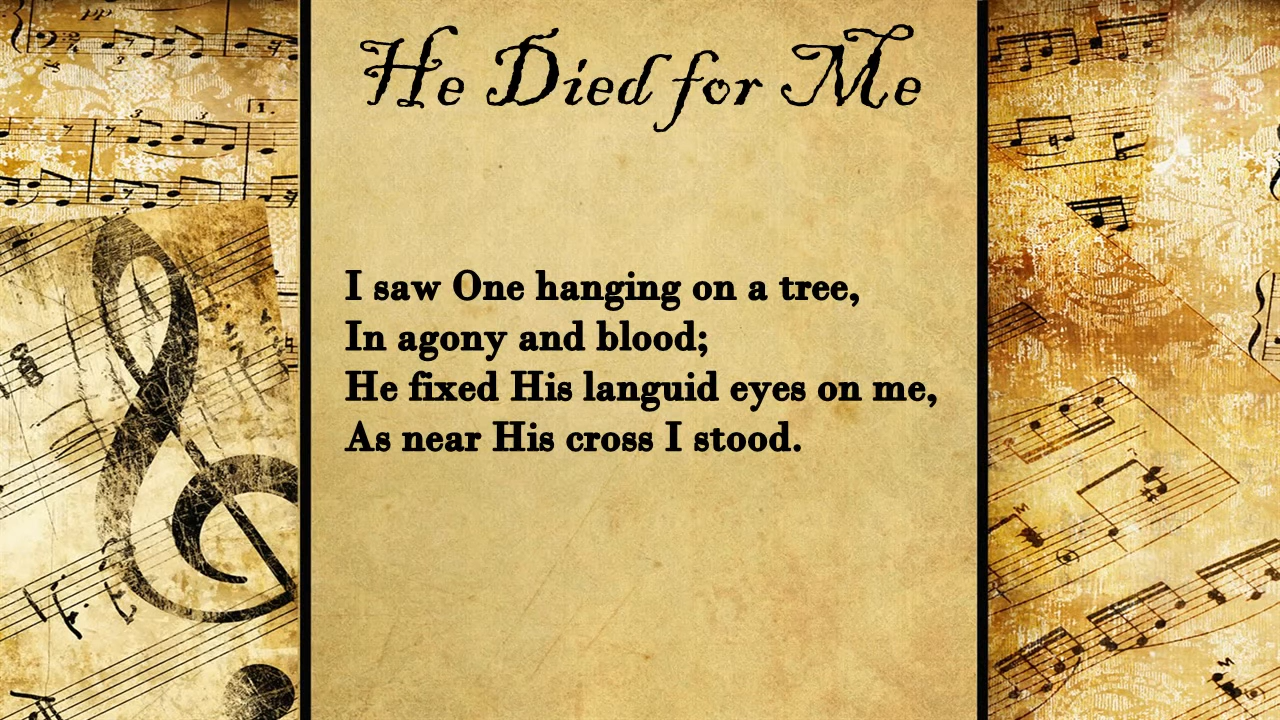 He Died for Me
I saw One hanging on a tree,
In agony and blood;
He fixed His languid eyes on me,
As near His cross I stood.